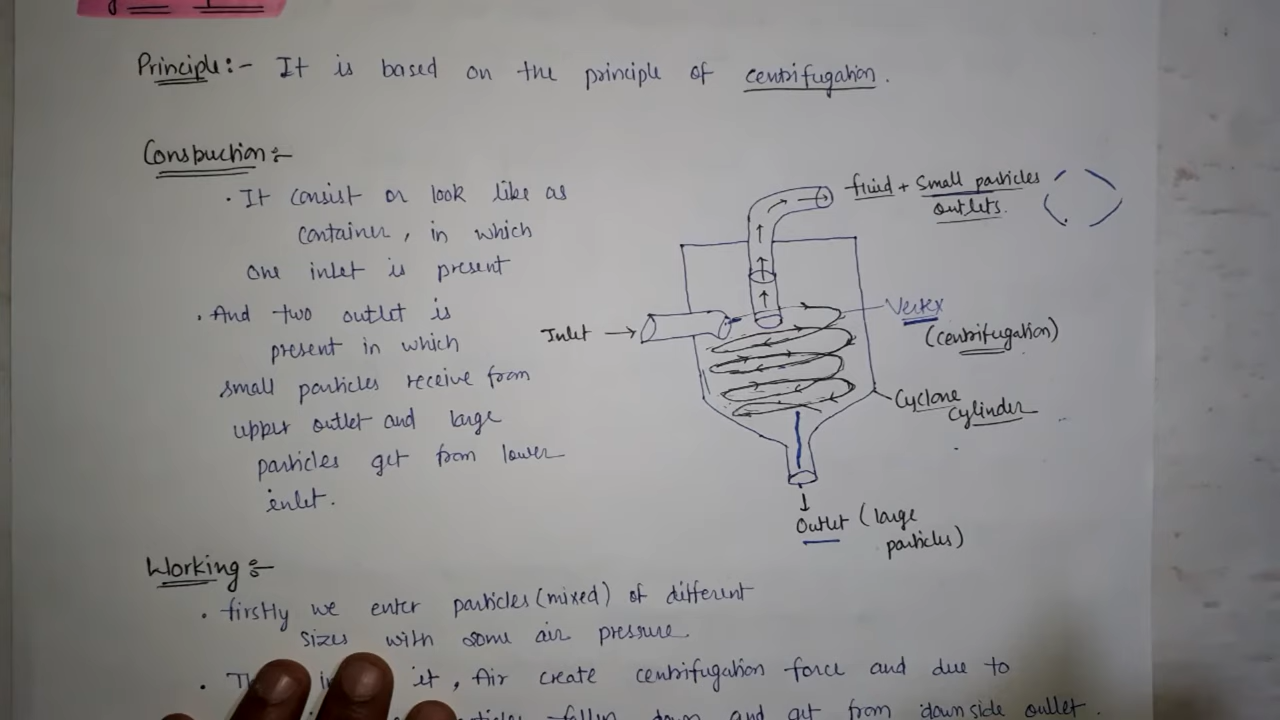 Principle:- It is based on the principle of centrifugation.
Construction:-
. It consist or look like as
container, in which
one inlet is present
. And two outlet is
present in which
small particles receive from
upper outlet and large
particles get from lower
inlet.
fluid + small particles
outlets.
Inlet
Vertex
(centrifugation)
Cyclone
cylinder
Outlet (large
particles)
Working:-
. firstly we enter particles (mixed) of different
sizes with some air pressure.
. it, Air create centrifugation force and due to
fallen down and get from downside outlet.